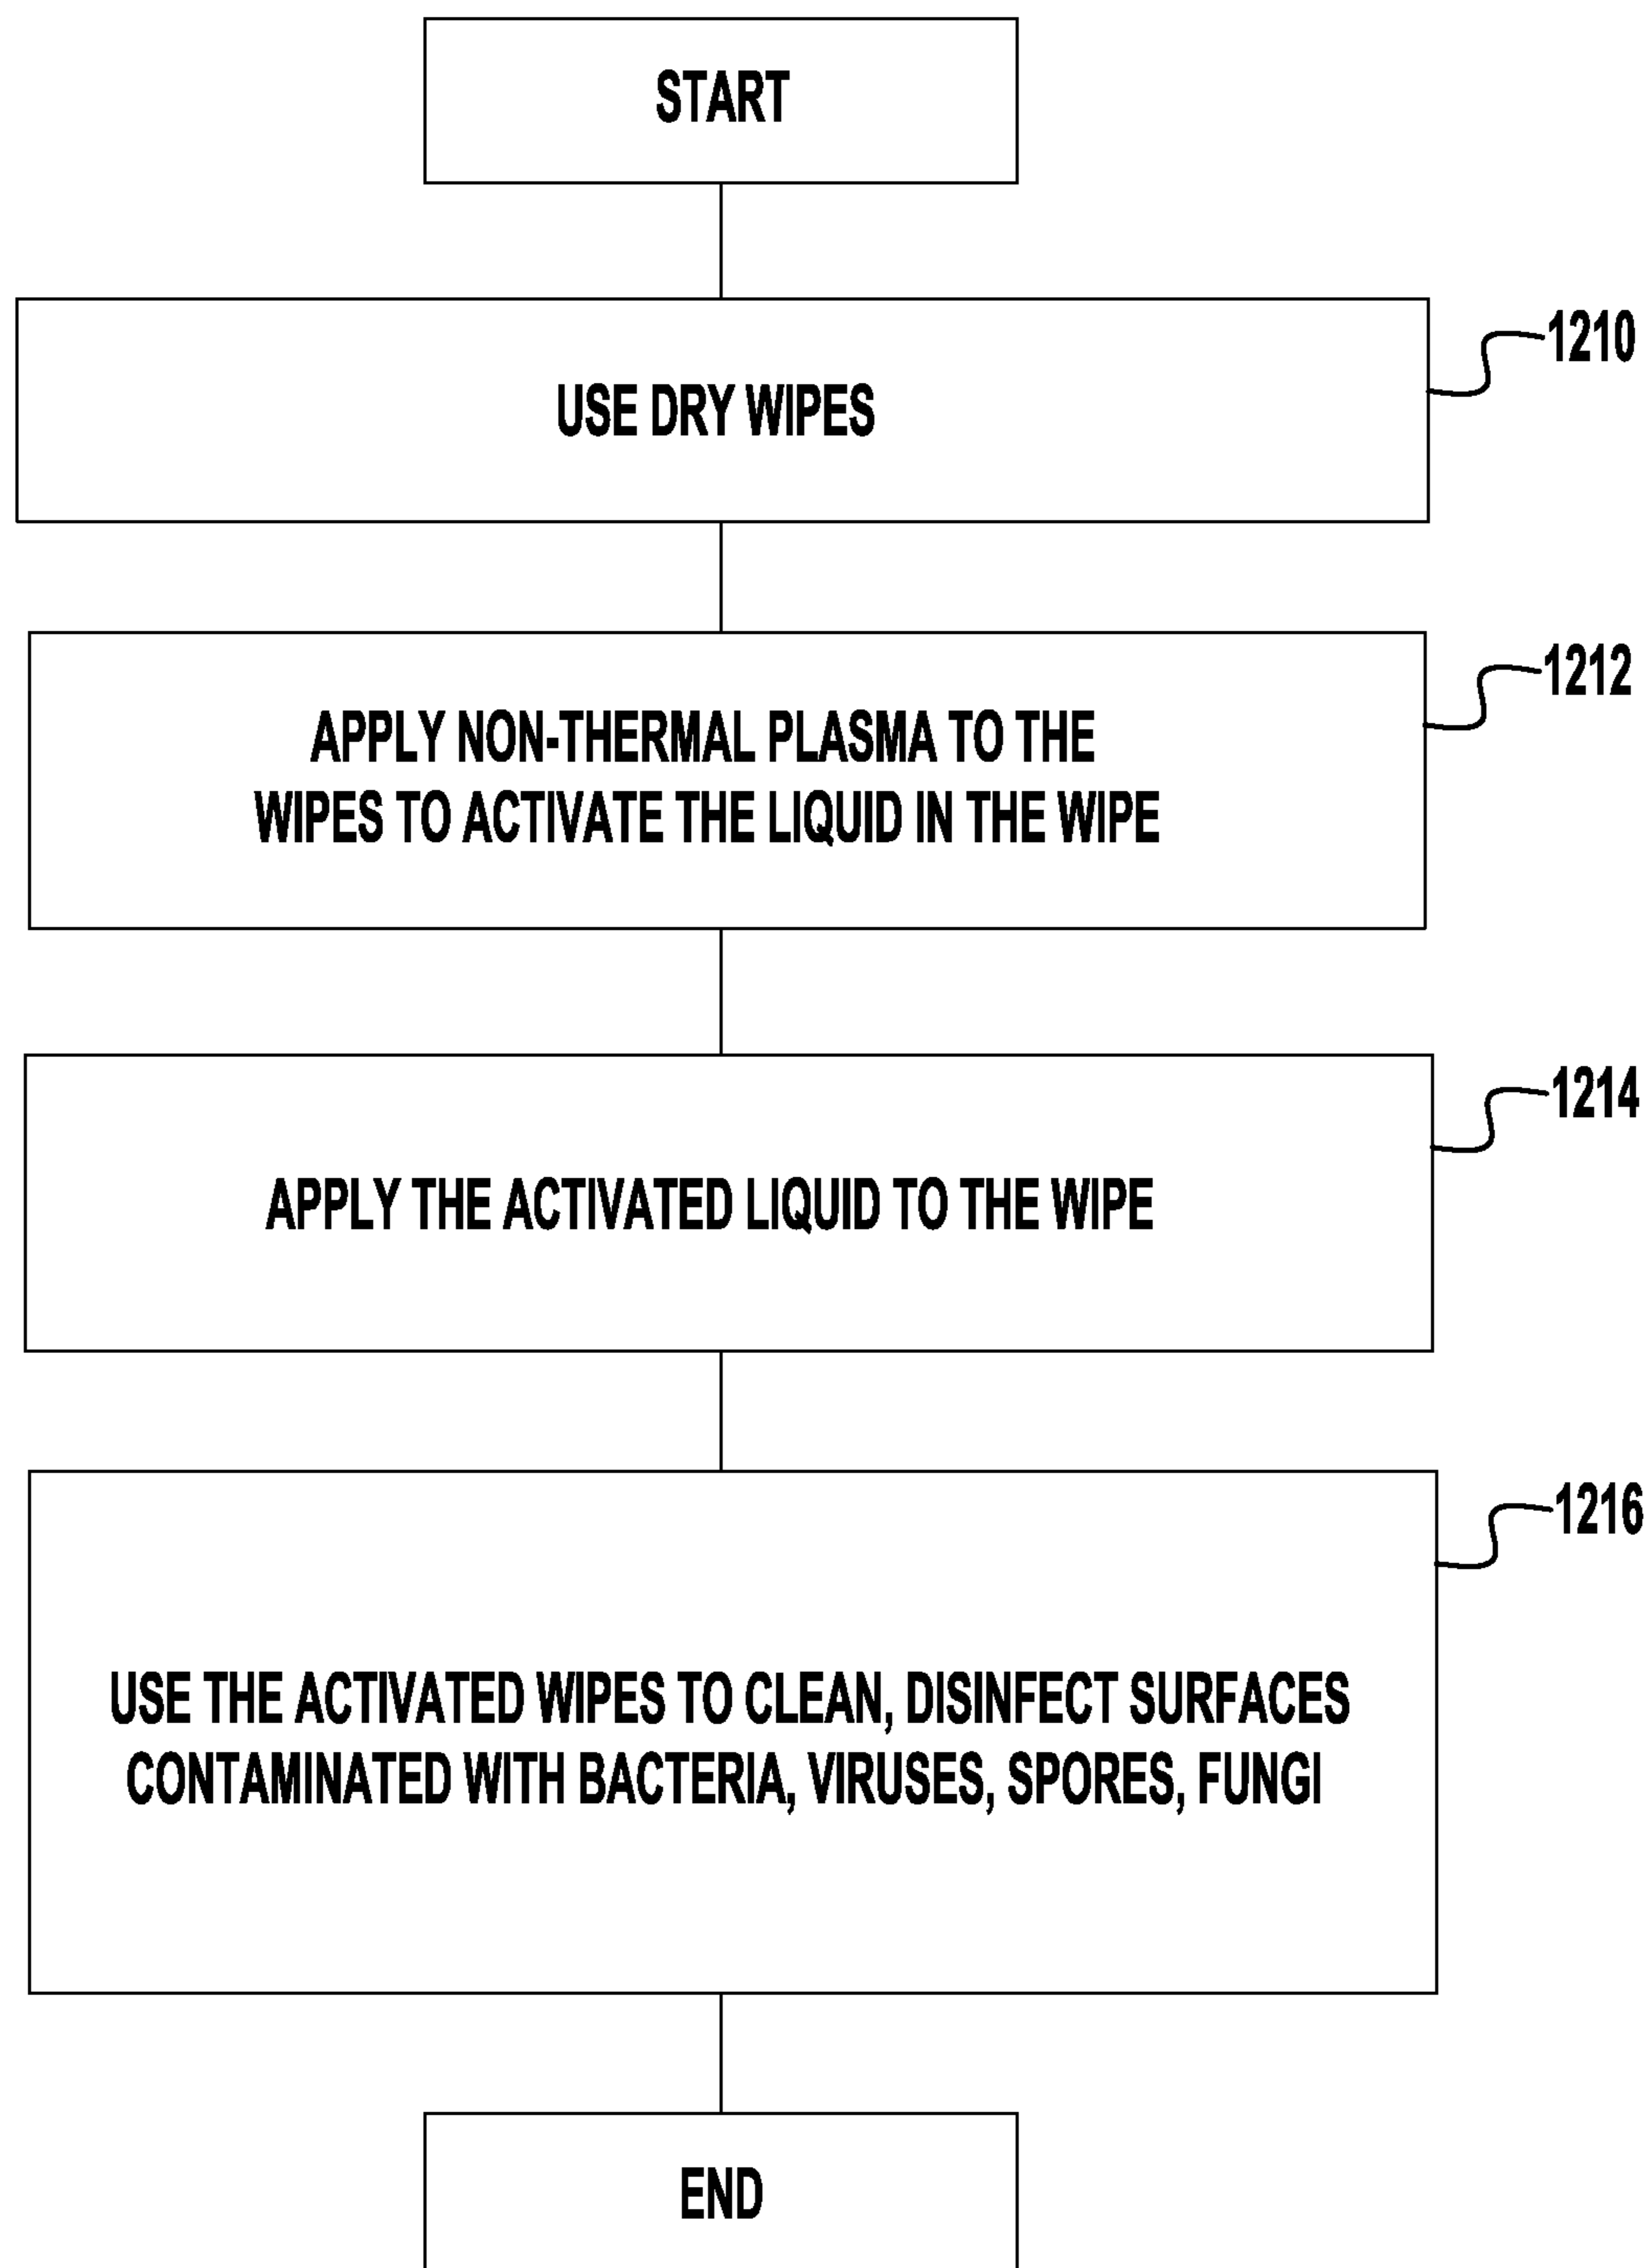 START
USE DRY WIPES
1210
APPLY NON-THERMAL PLASMA TO THE
WIPES TO ACTIVATE THE LIQUID IN THE WIPE
1212
APPLY THE ACTIVATED LIQUID TO THE WIPE
1214
USE THE ACTIVATED WIPES TO CLEAN, DISINFECT SURFACES
CONTAMINATED WITH BACTERIA, VIRUSES, SPORES, FUNGI
1216
END